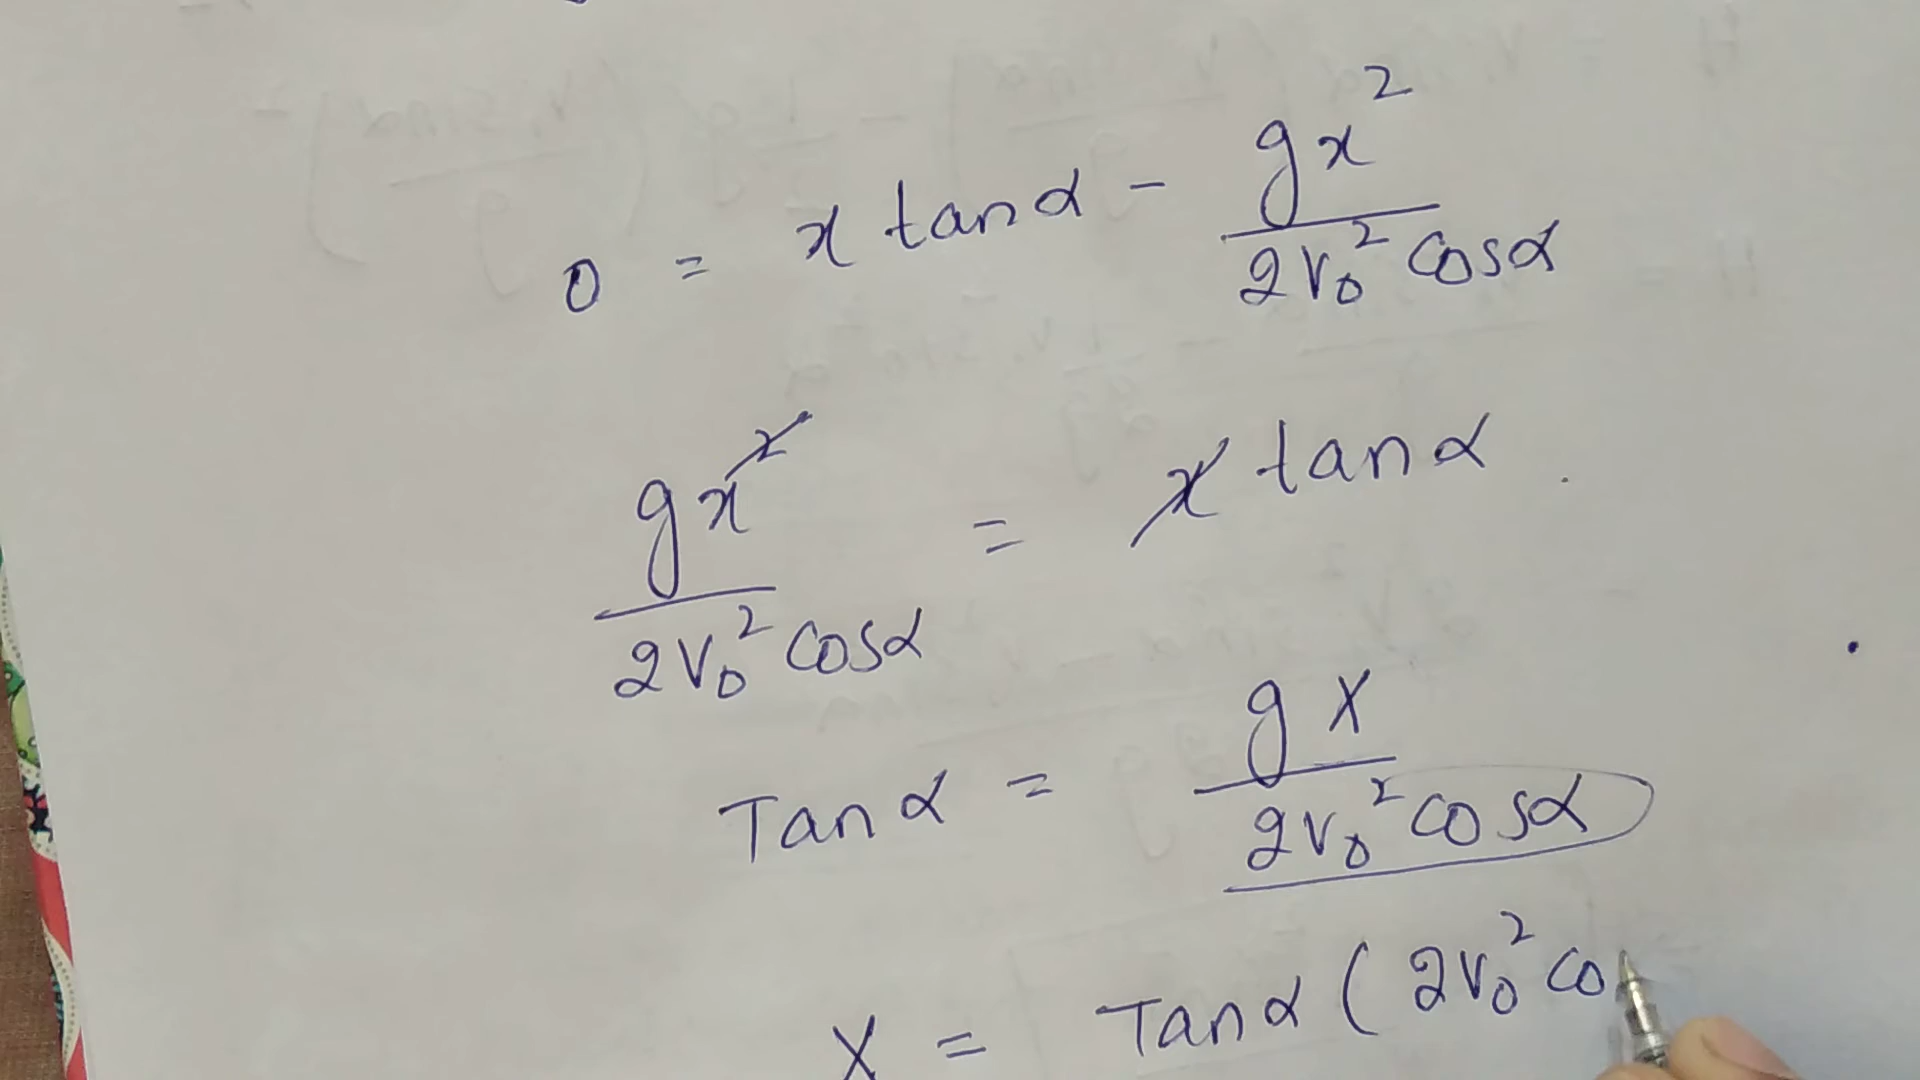 0 = x tanα - gx² / 2v₀² cosα
gx² / 2v₀² cosα = x tanα
Tanα = gx / 2v₀² cosα
x = Tanα ( 2v₀² co